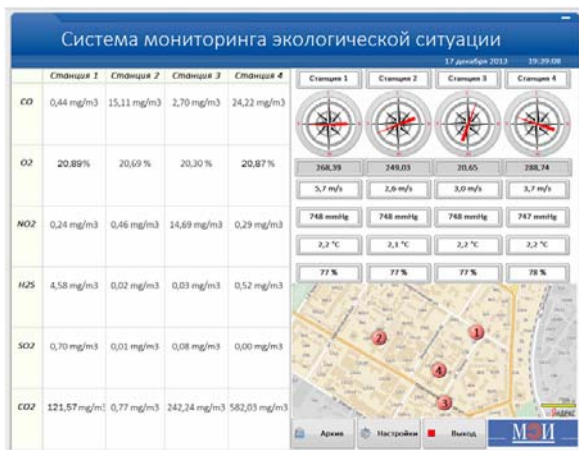 Система мониторинга экологической ситуации
17 декабря 2013 19:39:08
Станция 1 Станция 2 Станция 3 Станция 4
CO 0,44 mg/m3 15,11 mg/m3 2,70 mg/m3 24,22 mg/m3
O2 20,89% 20,69 % 20,30 % 20,87 %
NO2 0,24 mg/m3 0,46 mg/m3 14,69 mg/m3 0,29 mg/m3
H2S 4,58 mg/m3 0,02 mg/m3 0,03 mg/m3 0,52 mg/m3
SO2 0,70 mg/m3 0,01 mg/m3 0,08 mg/m3 0,00 mg/m3
CO2 121,57 mg/m3 0,77 mg/m3 242,24 mg/m3 582,03 mg/m3
Станция 1 Станция 2 Станция 3 Станция 4
268,39 249,03 20,65 288,74
5,7 m/s 2,6 m/s 3,0 m/s 3,7 m/s
748 mmHg 748 mmHg 748 mmHg 747 mmHg
2,2 °C 2,1 °C 2,2 °C 2,2 °C
77 % 77 % 77 % 78 %
1
2
4
3
Яндекс
Архив Настройки Выход МЭИ